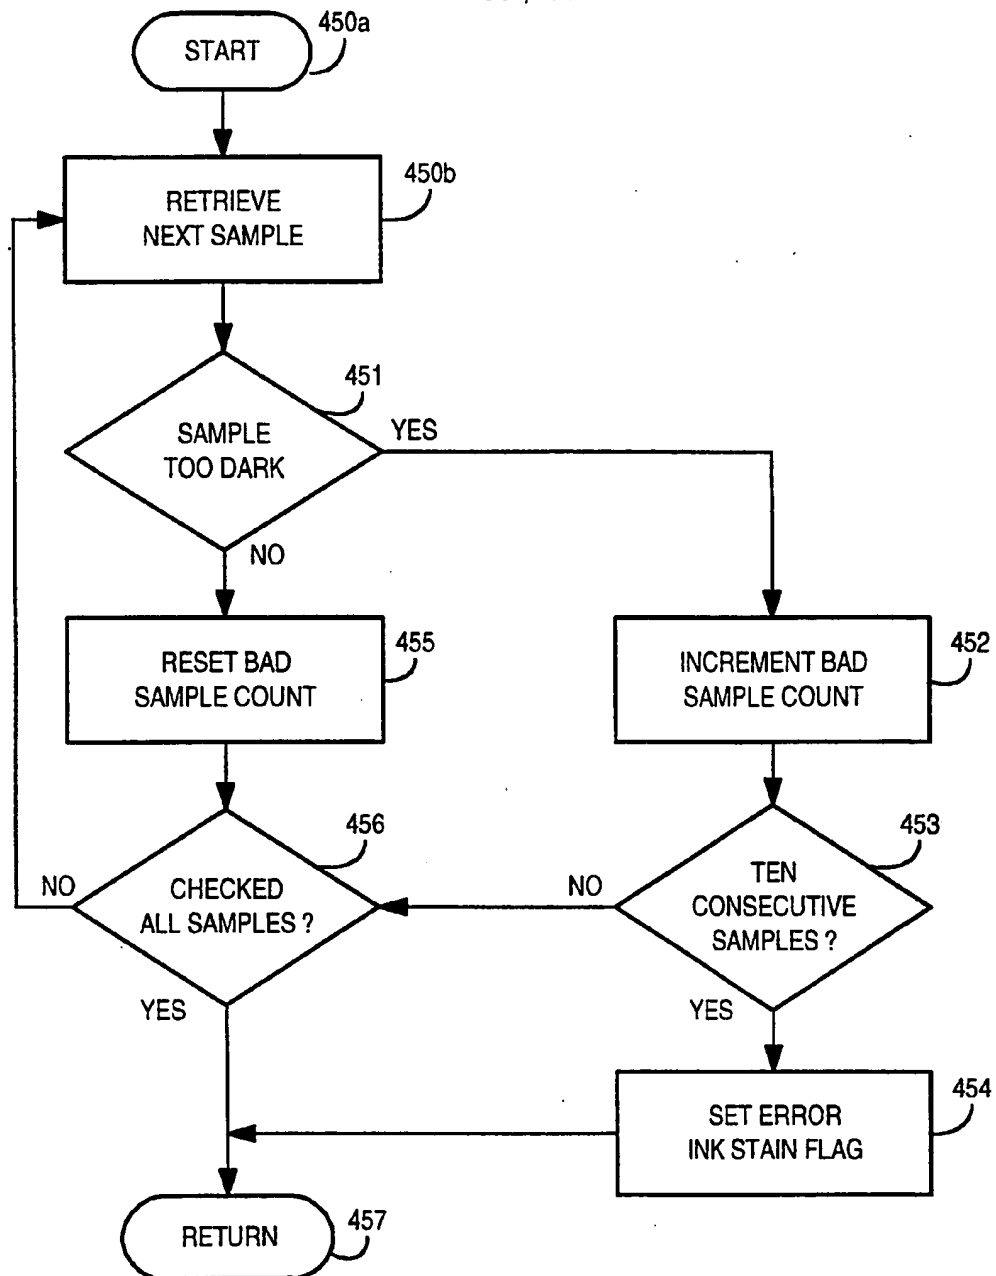 START
450a
RETRIEVE
NEXT SAMPLE
450b
SAMPLE
TOO DARK
451
YES
NO
RESET BAD
SAMPLE COUNT
455
INCREMENT BAD
SAMPLE COUNT
452
CHECKED
ALL SAMPLES ?
456
NO
YES
TEN
CONSECUTIVE
SAMPLES ?
453
NO
YES
SET ERROR
INK STAIN FLAG
454
RETURN
457